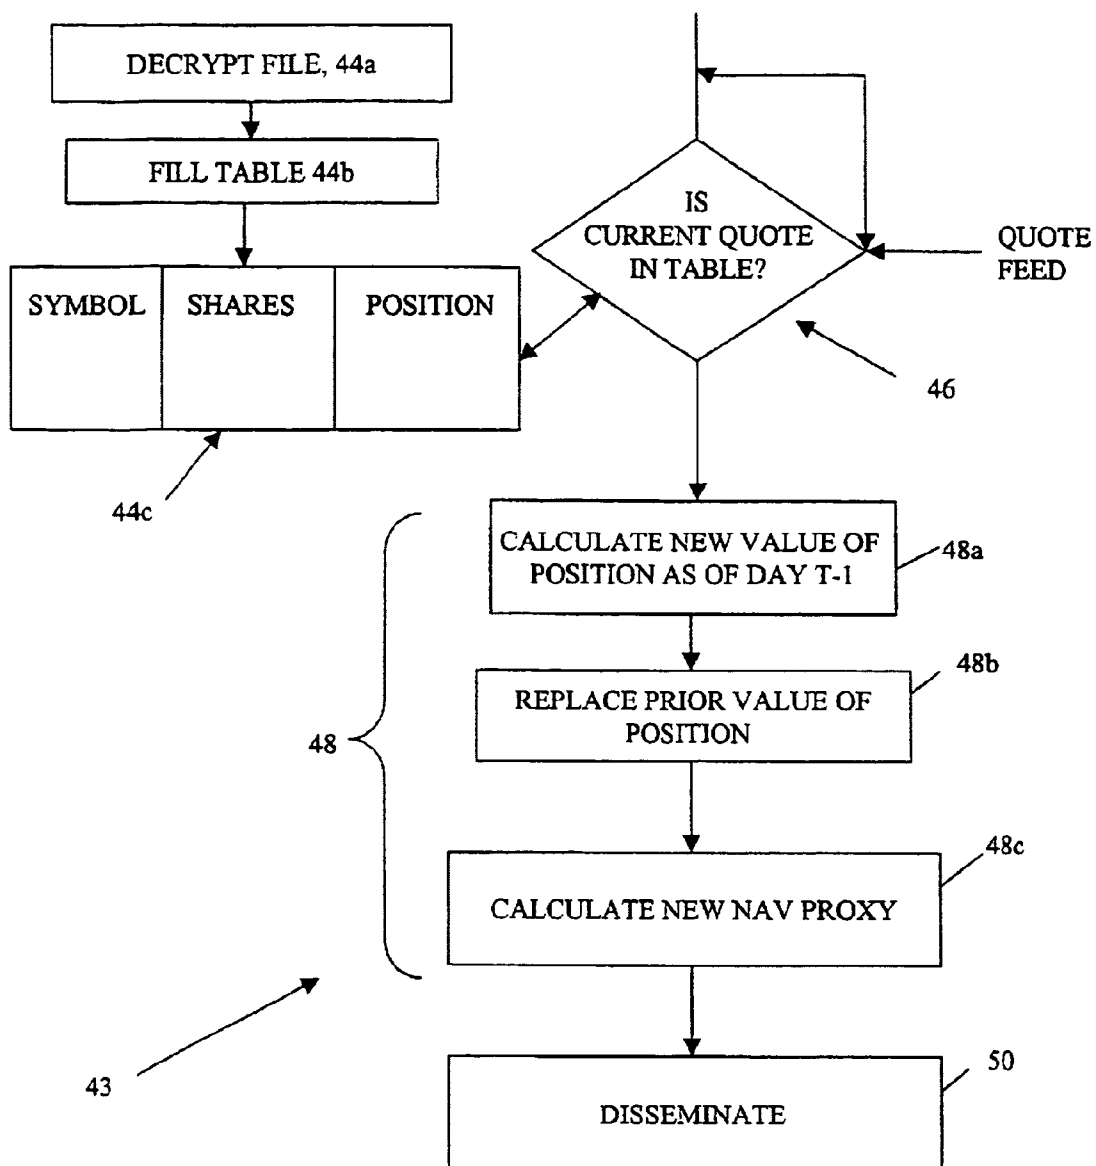 DECRYPT FILE, 44a
FILL TABLE 44b
SYMBOL SHARES POSITION
44c
IS
CURRENT QUOTE
IN TABLE?
QUOTE
FEED
46
CALCULATE NEW VALUE OF
POSITION AS OF DAY T-1
48a
REPLACE PRIOR VALUE OF
POSITION
48b
48
CALCULATE NEW NAV PROXY
48c
43
DISSEMINATE
50